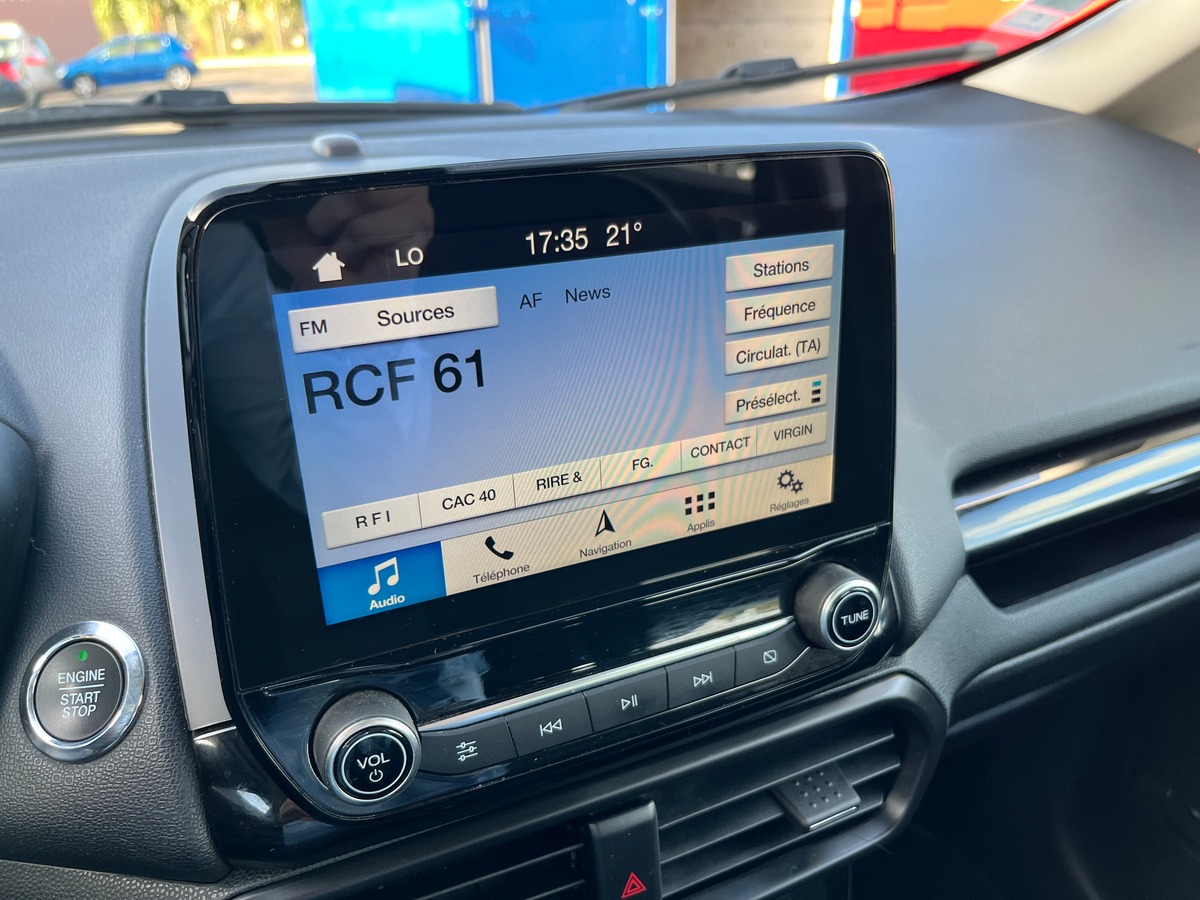 LO
17:35 21°
FM Sources
AF News
RCF 61
Stations
Fréquence
Circulat. (TA)
Présélect.
R F I
CAC 40
RIRE &
FG.
CONTACT
VIRGIN
Audio
Téléphone
Navigation
Applis
Réglages
ENGINE
START
STOP
VOL
TUNE